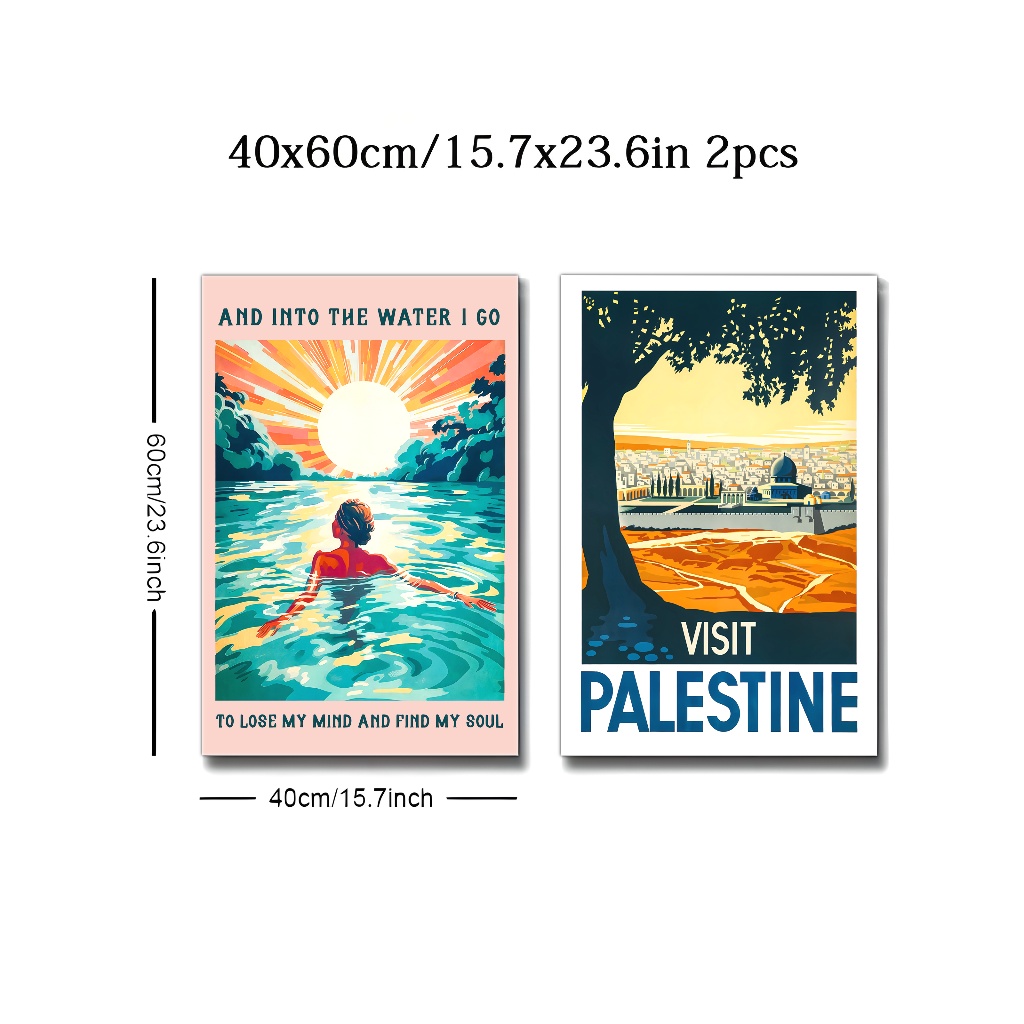 40x60cm/15.7x23.6in 2pcs
AND INTO THE WATER I GO
TO LOSE MY MIND AND FIND MY SOUL
VISIT
PALESTINE
60cm/23.6inch
40cm/15.7inch